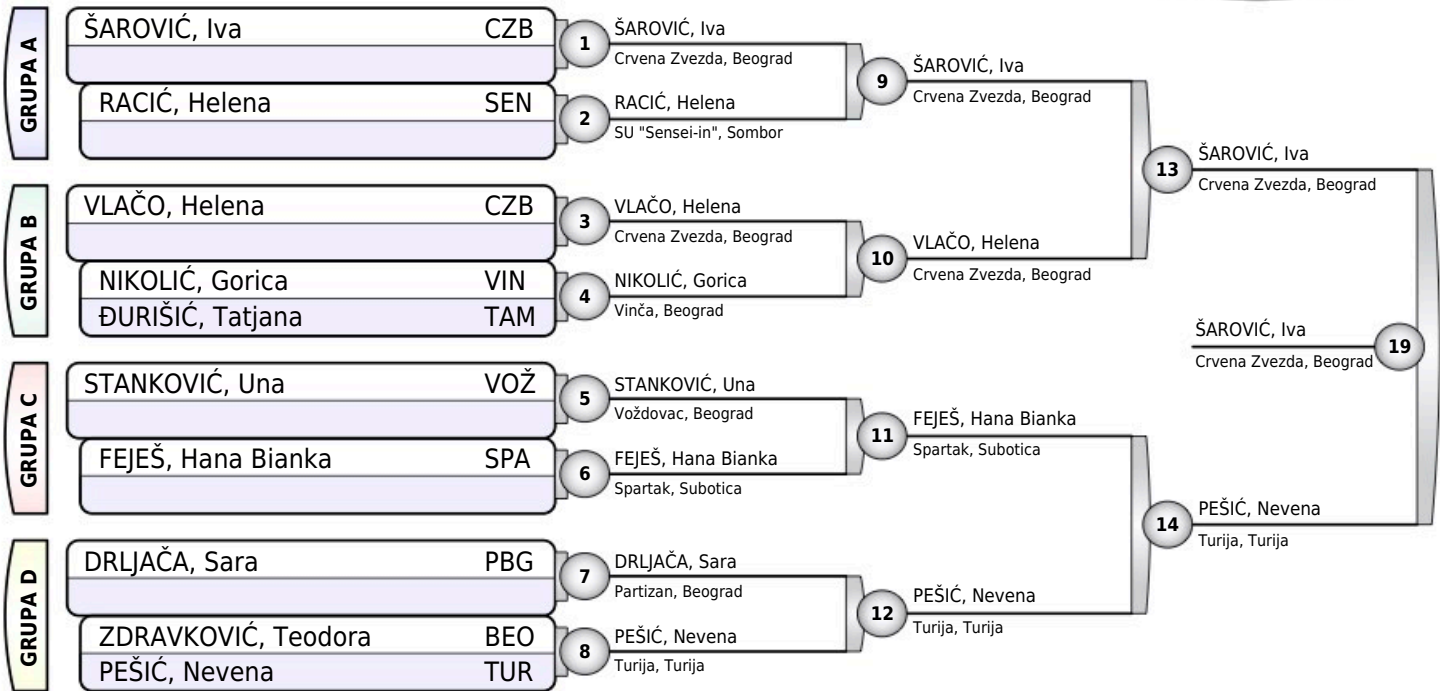 GRUPA A
ŠAROVIĆ, Iva CZB
RACIĆ, Helena SEN
GRUPA B
VLAČO, Helena CZB
NIKOLIĆ, Gorica VIN
ĐURIŠIĆ, Tatjana TAM
GRUPA C
STANKOVIĆ, Una VOŽ
FEJEŠ, Hana Bianka SPA
GRUPA D
DRLJAČA, Sara PBG
ZDRAVKOVIĆ, Teodora BEO
PEŠIĆ, Nevena TUR
1
ŠAROVIĆ, Iva
Crvena Zvezda, Beograd
2
RACIĆ, Helena
SU "Sensei-in", Sombor
3
VLAČO, Helena
Crvena Zvezda, Beograd
4
NIKOLIĆ, Gorica
Vinča, Beograd
5
STANKOVIĆ, Una
Voždovac, Beograd
6
FEJEŠ, Hana Bianka
Spartak, Subotica
7
DRLJAČA, Sara
Partizan, Beograd
8
PEŠIĆ, Nevena
Turija, Turija
9
ŠAROVIĆ, Iva
Crvena Zvezda, Beograd
10
VLAČO, Helena
Crvena Zvezda, Beograd
11
FEJEŠ, Hana Bianka
Spartak, Subotica
12
PEŠIĆ, Nevena
Turija, Turija
13
ŠAROVIĆ, Iva
Crvena Zvezda, Beograd
14
PEŠIĆ, Nevena
Turija, Turija
ŠAROVIĆ, Iva
Crvena Zvezda, Beograd
19